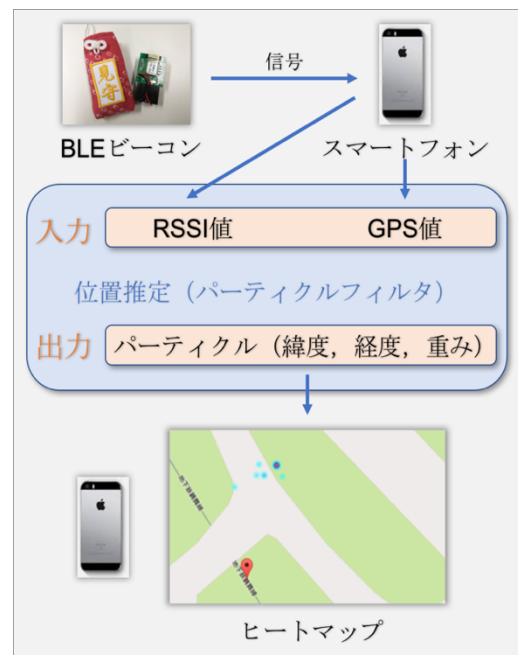 信号
見守
BLEビーコン
スマートフォン
入力
RSSI値
GPS値
位置推定（パーティクルフィルタ）
出力
パーティクル（緯度，経度，重み）
ヒートマップ